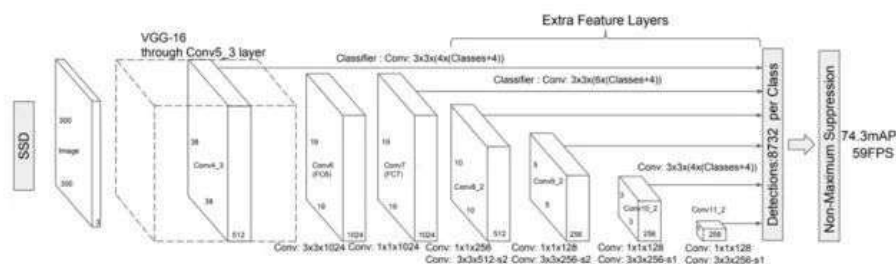 Extra Feature Layers
VGG-16
through Conv5_3 layer
Classifier : Conv: 3x3x(4x(Classes+4))
Classifier : Conv: 3x3x(6x(Classes+4))
SSD
300
Image
300
3
38
Conv4_3
38
512
19
Conv6
(FC6)
19
1024
19
Conv7
(FC7)
19
1024
10
Conv8_2
10
512
5
Conv9_2
5
256
Conv: 3x3x(4x(Classes+4))
3
Conv10_2
3
256
Conv11_2
256
Detections:8732 per Class
Non-Maximum Suppression
74.3mAP
59FPS
Conv: 3x3x1024
Conv: 1x1x1024
Conv: 1x1x256
Conv: 3x3x512-s2
Conv: 1x1x128
Conv: 3x3x256-s2
Conv: 1x1x128
Conv: 3x3x256-s1
Conv: 1x1x128
Conv: 3x3x256-s1